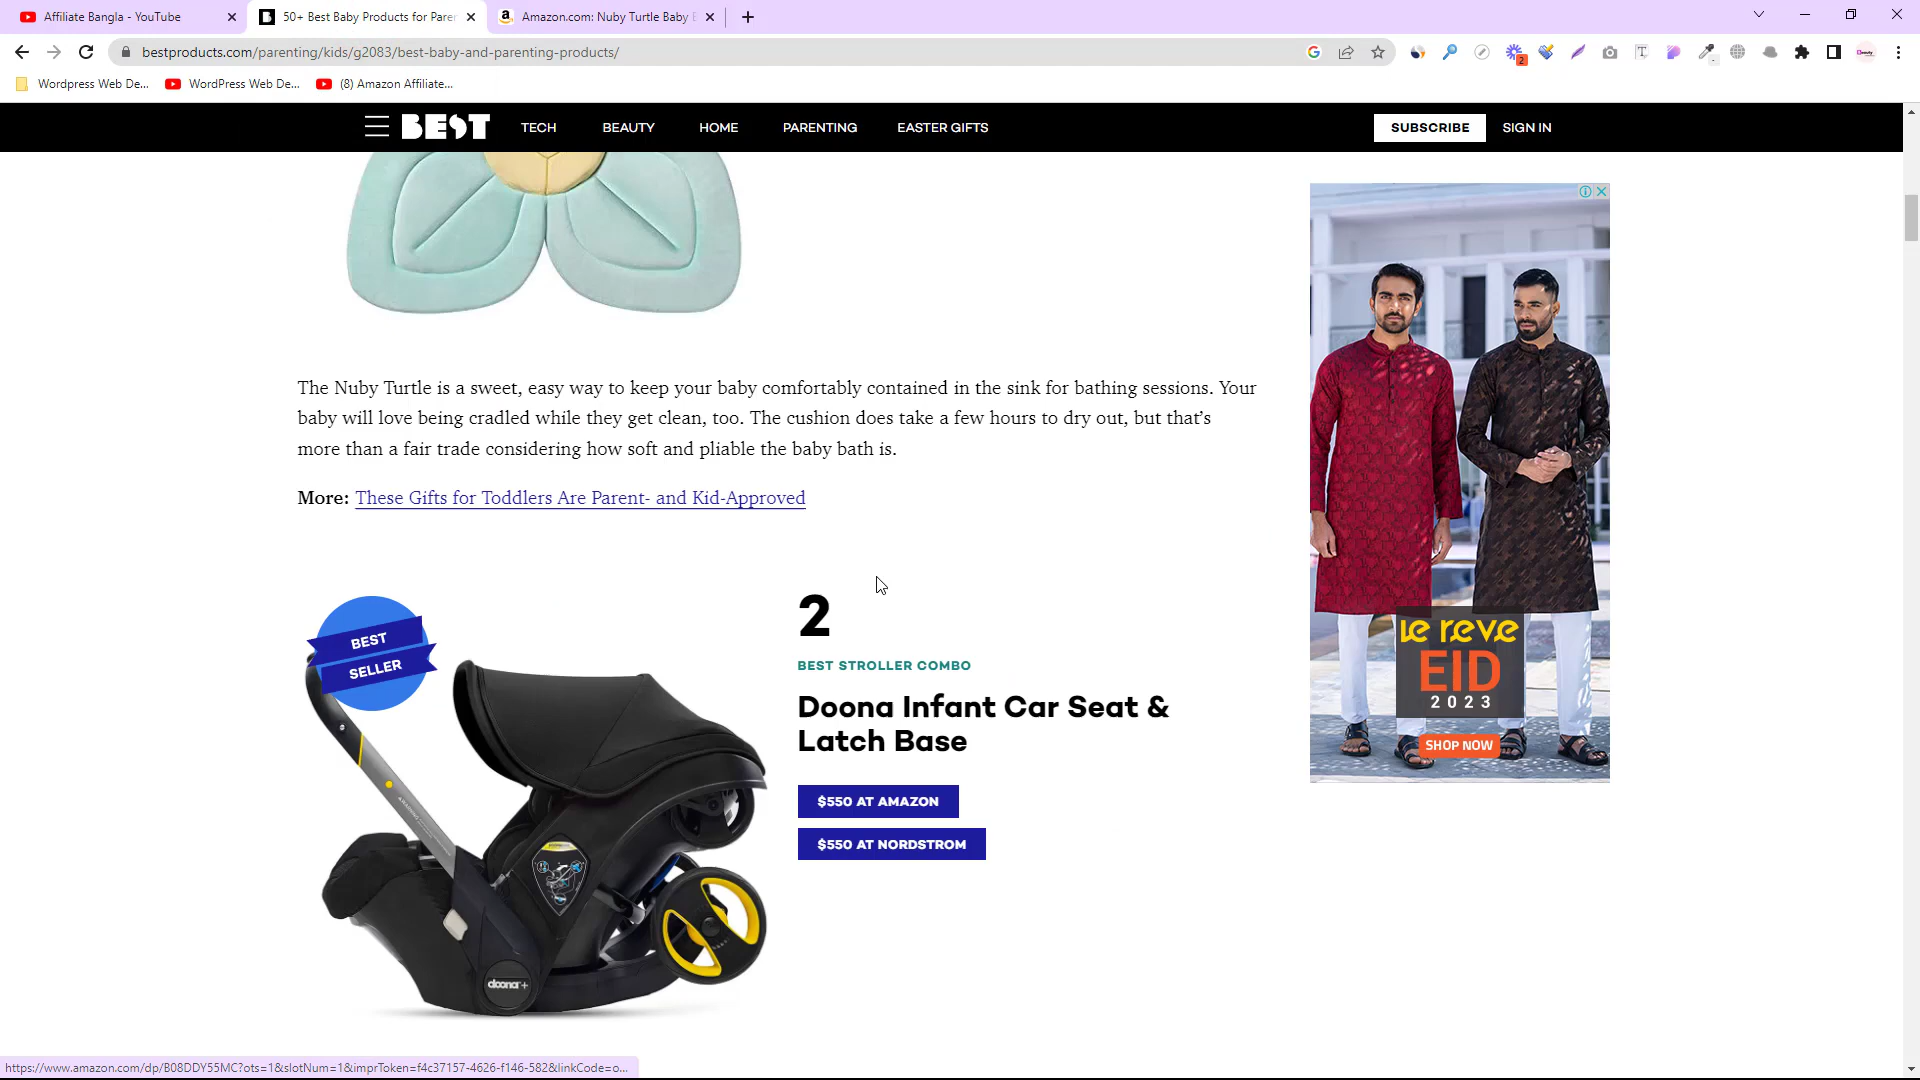 Affiliate Bangla - YouTube
50+ Best Baby Products for Parer
Amazon.com: Nuby Turtle Baby
bestproducts.com/parenting/kids/g2083/best-baby-and-parenting-products/
2
Wordpress Web De...
WordPress Web De...
(8) Amazon Affiliate...
BEST
TECH
BEAUTY
HOME
PARENTING
EASTER GIFTS
SUBSCRIBE
SIGN IN
The Nuby Turtle is a sweet, easy way to keep your baby comfortably contained in the sink for bathing sessions. Your
baby will love being cradled while they get clean, too. The cushion does take a few hours to dry out, but that’s
more than a fair trade considering how soft and pliable the baby bath is.
More: These Gifts for Toddlers Are Parent- and Kid-Approved
BEST
SELLER
2
BEST STROLLER COMBO
Doona Infant Car Seat &
Latch Base
$550 AT AMAZON
$550 AT NORDSTROM
doona+
le reve
EID
2023
SHOP NOW
https://www.amazon.com/dp/B08DDY55MC?ots=1&slotNum=1&imprToken=f4c37157-4626-f146-582&linkCode=o...